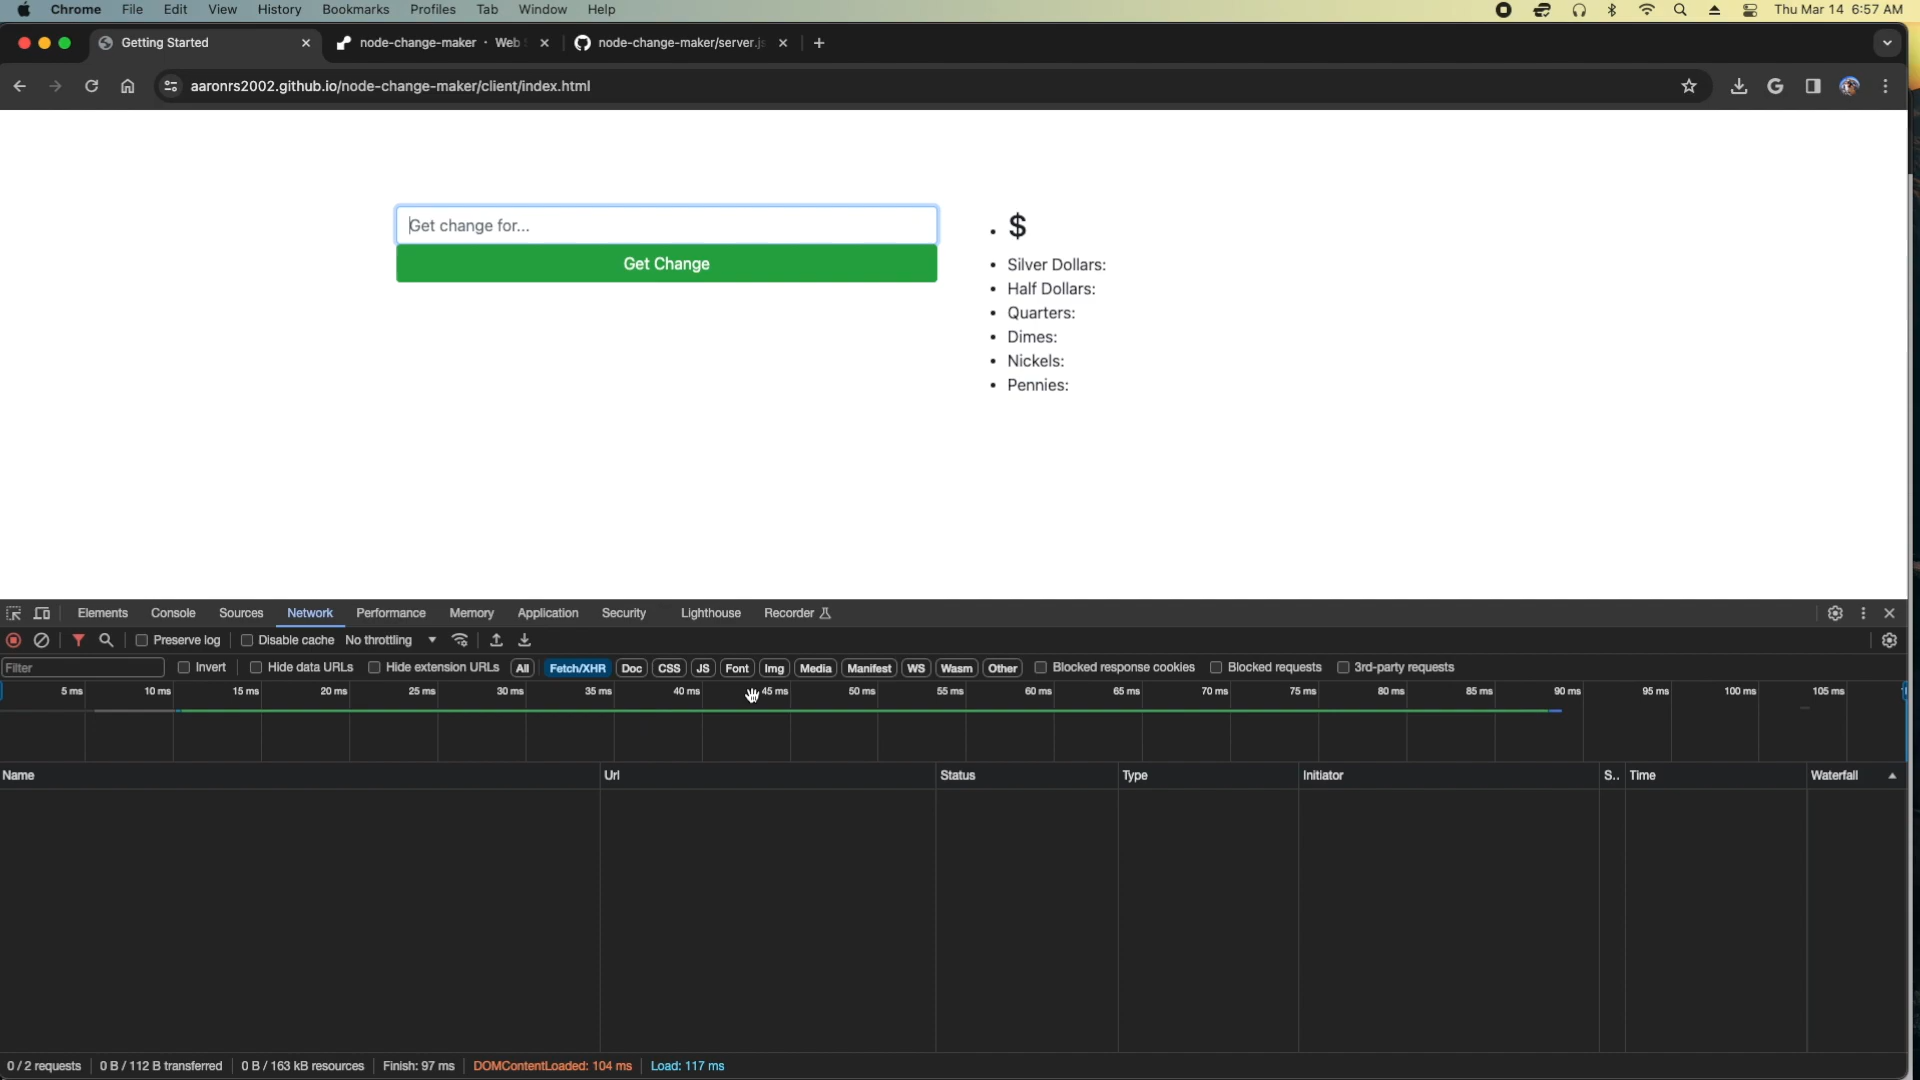 Chrome File Edit View History Bookmarks Profiles Tab Window Help Thu Mar 14 6:57 AM
Getting Started node-change-maker · Web node-change-maker/server.js
aaronrs2002.github.io/node-change-maker/client/index.html
Get change for...
Get Change
$
Silver Dollars:
Half Dollars:
Quarters:
Dimes:
Nickels:
Pennies:
Elements Console Sources Network Performance Memory Application Security Lighthouse Recorder
Preserve log Disable cache No throttling
Filter Invert Hide data URLs Hide extension URLs All Fetch/XHR Doc CSS JS Font Img Media Manifest WS Wasm Other Blocked response cookies Blocked requests 3rd-party requests
5 ms 10 ms 15 ms 20 ms 25 ms 30 ms 35 ms 40 ms 45 ms 50 ms 55 ms 60 ms 65 ms 70 ms 75 ms 80 ms 85 ms 90 ms 95 ms 100 ms 105 ms
Name Url Status Type Initiator S.. Time Waterfall
0 / 2 requests 0 B / 112 B transferred 0 B / 163 kB resources Finish: 97 ms DOMContentLoaded: 104 ms Load: 117 ms